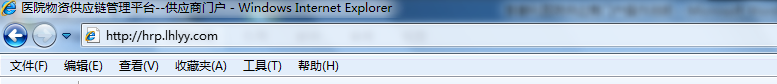 医院物资供应链管理平台--供应商门户 - Windows Internet Explorer
http://hrp.lhlyy.com
文件(F) 编辑(E) 查看(V) 收藏夹(A) 工具(T) 帮助(H)